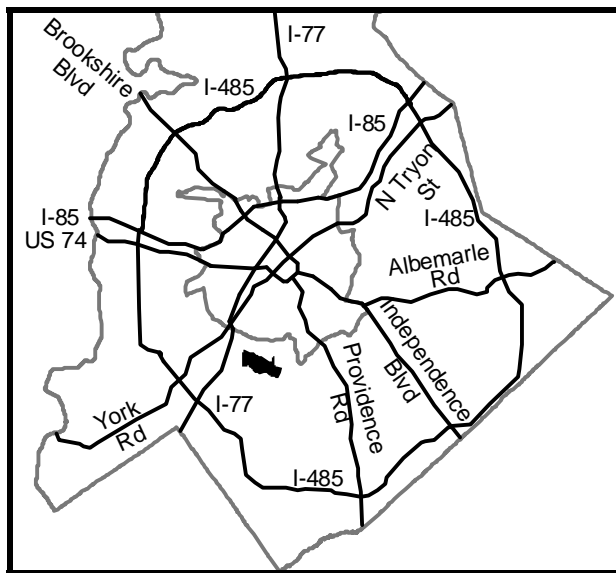 I-77
Brookshire
Blvd
I-485
I-85
N Tryon
St
I-85
US 74
I-485
Albemarle
Rd
Independence
Blvd
Providence
Rd
York
Rd
I-77
I-485